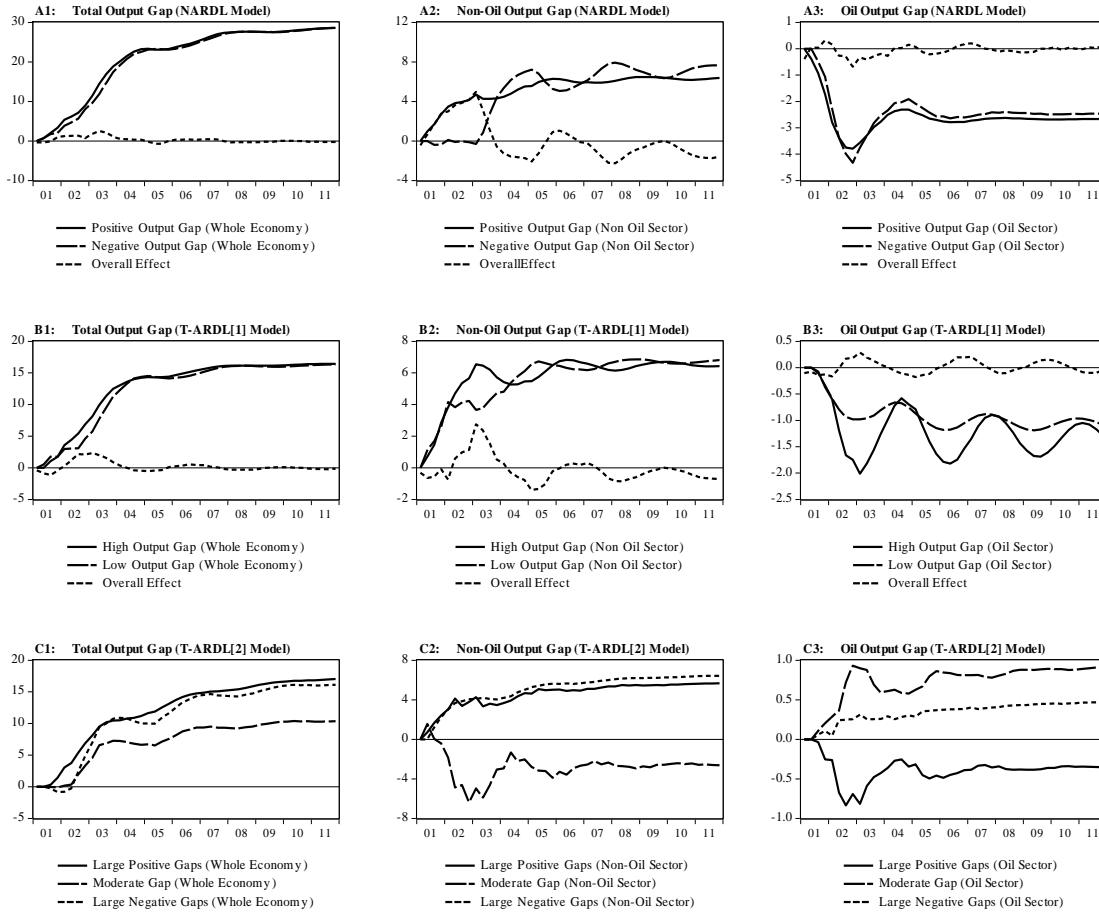 A1: Total Output Gap (NARDL Model)
30
20
10
0
-10
01 02 03 04 05 06 07 08 09 10 11
Positive Output Gap (Whole Economy)
Negative Output Gap (Whole Economy)
Overall Effect
A2: Non-Oil Output Gap (NARDL Model)
12
8
4
0
-4
01 02 03 04 05 06 07 08 09 10 11
Positive Output Gap (Non Oil Sector)
Negative Output Gap (Non Oil Sector)
OverallEffect
A3: Oil Output Gap (NARDL Model)
1
0
-1
-2
-3
-4
-5
01 02 03 04 05 06 07 08 09 10 11
Positive Output Gap (Oil Sector)
Negative Output Gap (Oil Sector)
Overall Effect
B1: Total Output Gap (T-ARDL[1] Model)
20
15
10
5
0
-5
01 02 03 04 05 06 07 08 09 10 11
High Output Gap (Whole Economy)
Low Output Gap (Whole Economy)
Overall Effect
B2: Non-Oil Output Gap (T-ARDL[1] Model)
8
6
4
2
0
-2
01 02 03 04 05 06 07 08 09 10 11
High Output Gap (Non Oil Sector)
Low Output Gap (Non Oil Sector)
Overall Effect
B3: Oil Output Gap (T-ARDL[1] Model)
0.5
0.0
-0.5
-1.0
-1.5
-2.0
-2.5
01 02 03 04 05 06 07 08 09 10 11
High Output Gap (Oil Sector)
Low Output Gap (Oil Sector)
Overall Effect
C1: Total Output Gap (T-ARDL[2] Model)
20
15
10
5
0
-5
01 02 03 04 05 06 07 08 09 10 11
Large Positive Gaps (Whole Economy)
Moderate Gap (Whole Economy)
Large Negative Gaps (Whole Economy)
C2: Non-Oil Output Gap (T-ARDL[2] Model)
8
4
0
-4
-8
01 02 03 04 05 06 07 08 09 10 11
Large Positive Gaps (Non-Oil Sector)
Moderate Gap (Non-Oil Sector)
Large Negative Gaps (Non-Oil Sector)
C3: Oil Output Gap (T-ARDL[2] Model)
1.0
0.5
0.0
-0.5
-1.0
01 02 03 04 05 06 07 08 09 10 11
Large Positive Gaps (Oil Sector)
Moderate Gap (Oil Sector)
Large Negative Gaps (Oil Sector)